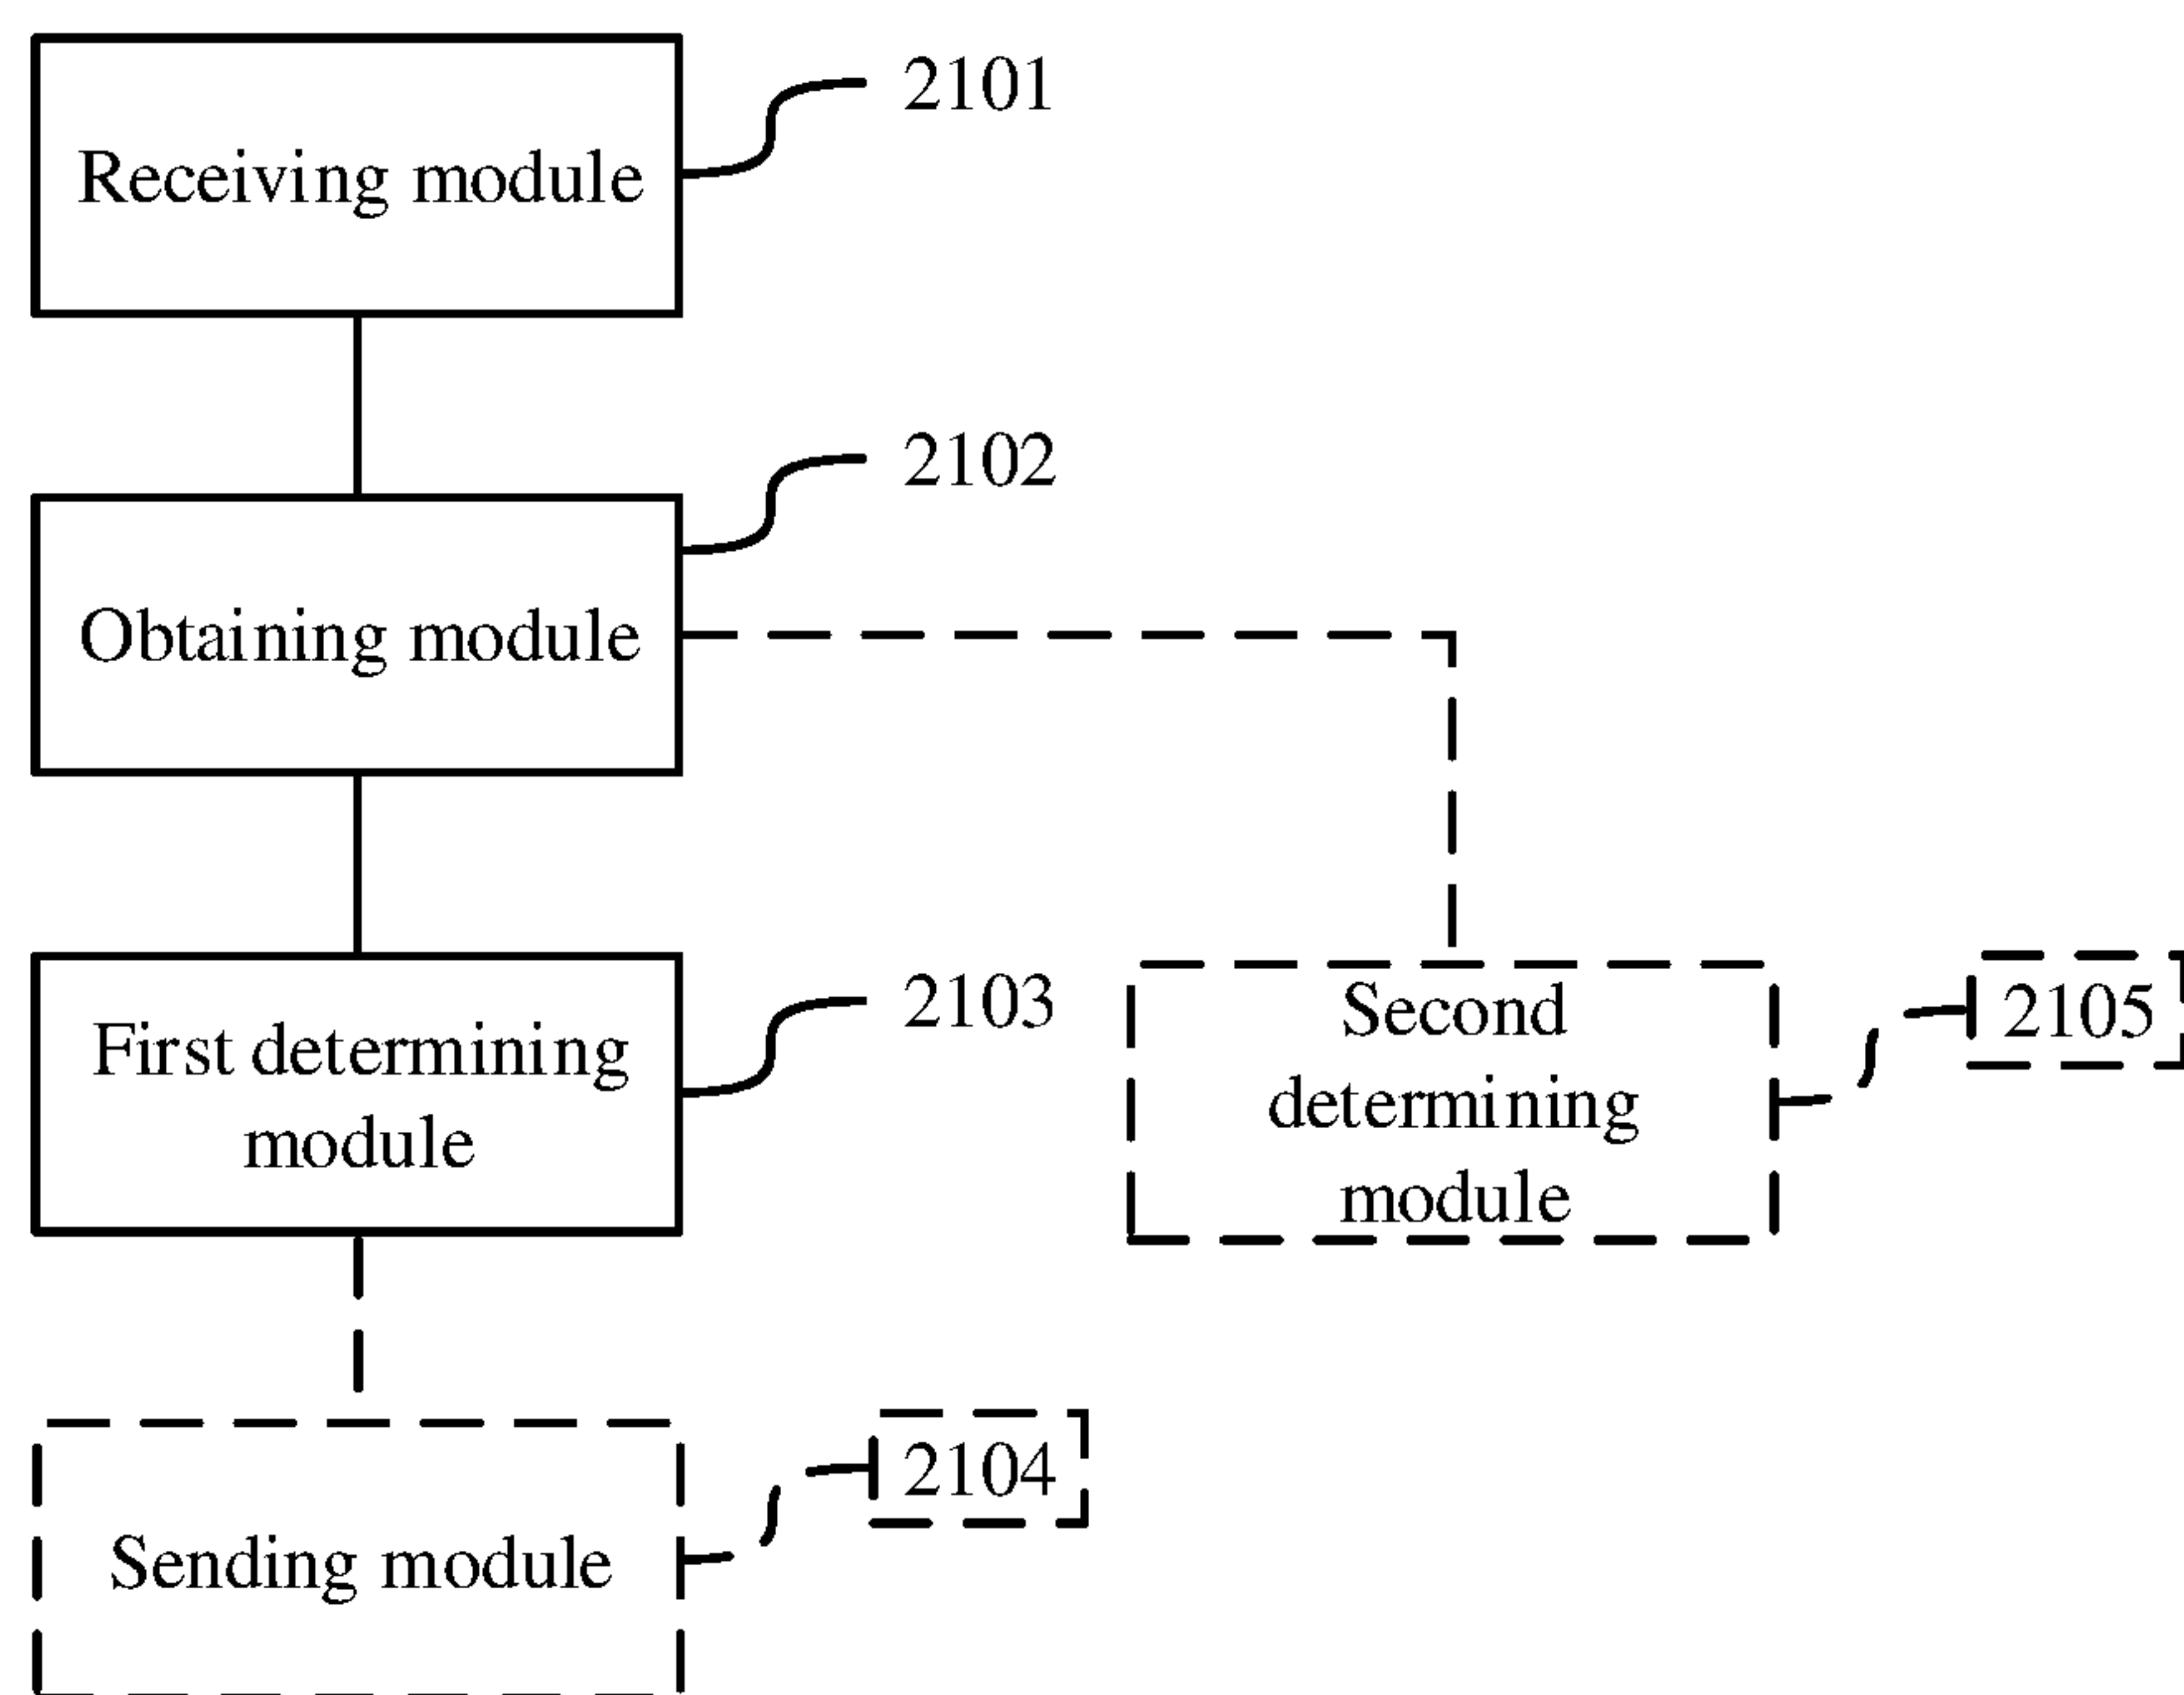 Receiving module
2101
Obtaining module
2102
First determining
module
2103
Second
determining
module
2105
Sending module
2104